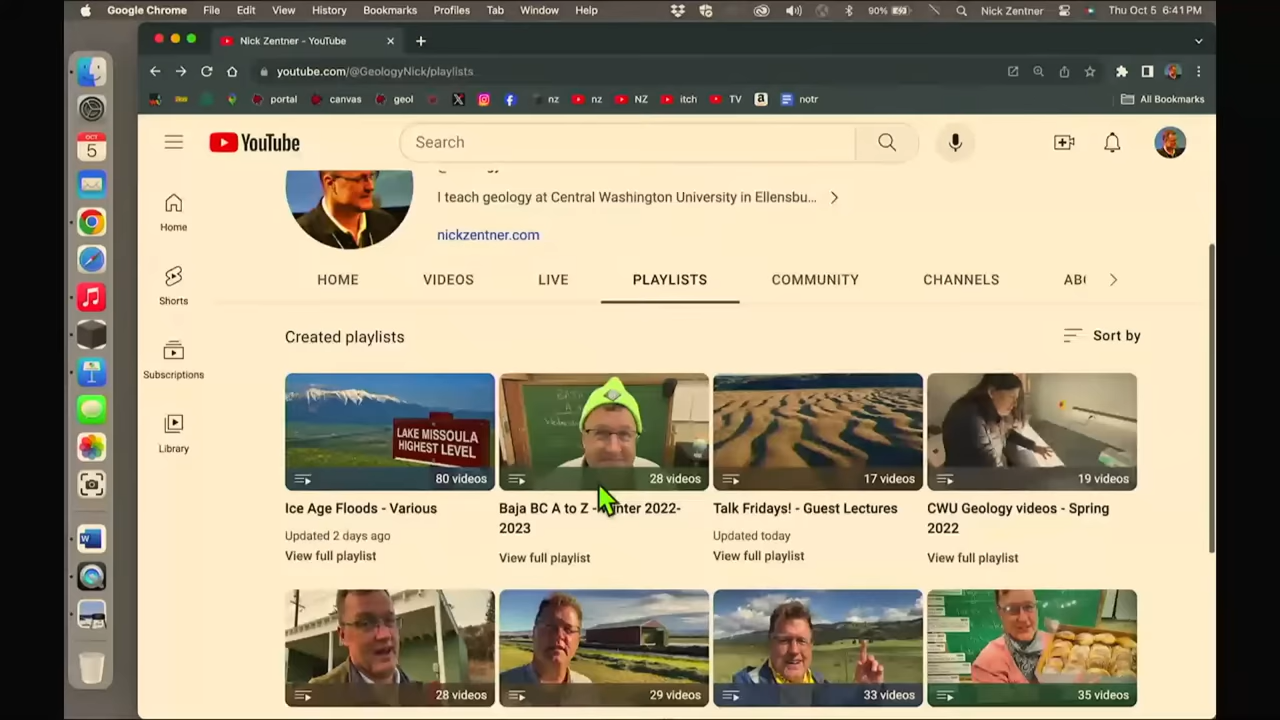 Google Chrome File Edit View History Bookmarks Profiles Tab Window Help 90% Nick Zentner Thu Oct 5 6:41 PM
Nick Zentner - YouTube
youtube.com/@GeologyNick/playlists
portal canvas geol nz nz NZ itch TV notr All Bookmarks
YouTube Search
I teach geology at Central Washington University in Ellensbu...
nickzentner.com
Home
Shorts
Subscriptions
Library
HOME VIDEOS LIVE PLAYLISTS COMMUNITY CHANNELS
Created playlists Sort by
OCT
5
LAKE MISSOULA
HIGHEST LEVEL
80 videos 28 videos 17 videos 19 videos
Ice Age Floods - Various
Updated 2 days ago
View full playlist
Baja BC A to Z - Winter 2022-
2023
View full playlist
Talk Fridays! - Guest Lectures
Updated today
View full playlist
CWU Geology videos - Spring
2022
View full playlist
28 videos 29 videos 33 videos 35 videos